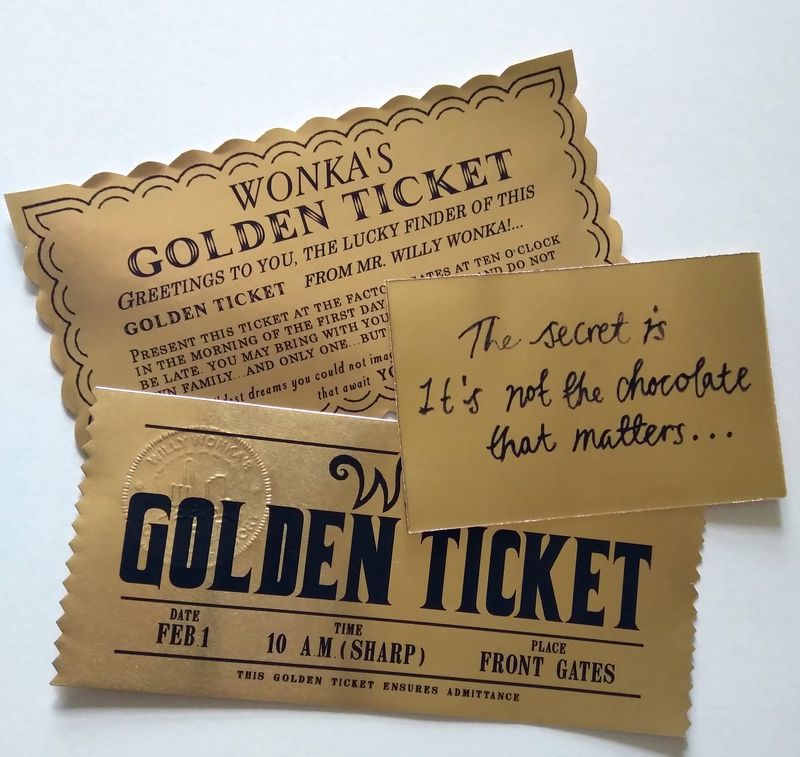 WONKA'S
GOLDEN TICKET
GREETINGS TO YOU, THE LUCKY FINDER OF THIS
GOLDEN TICKET FROM MR. WILLY WONKA!...
PRESENT THIS TICKET AT THE AT TEN O'CLOCK
IN THE MORNING OF THE FIRST DAY AND DO NOT
BE LATE. YOU MAY BRING WITH YOU
FAMILY...AND ONLY ONE...BUT
dreams you could not
that await
The secret is
It's not the chocolate
that matters...
WILLY WONKA'S
GOLDEN TICKET
DATE
FEB.1
TIME
10 A.M.(SHARP)
PLACE
FRONT GATES
THIS GOLDEN TICKET ENSURES ADMITTANCE